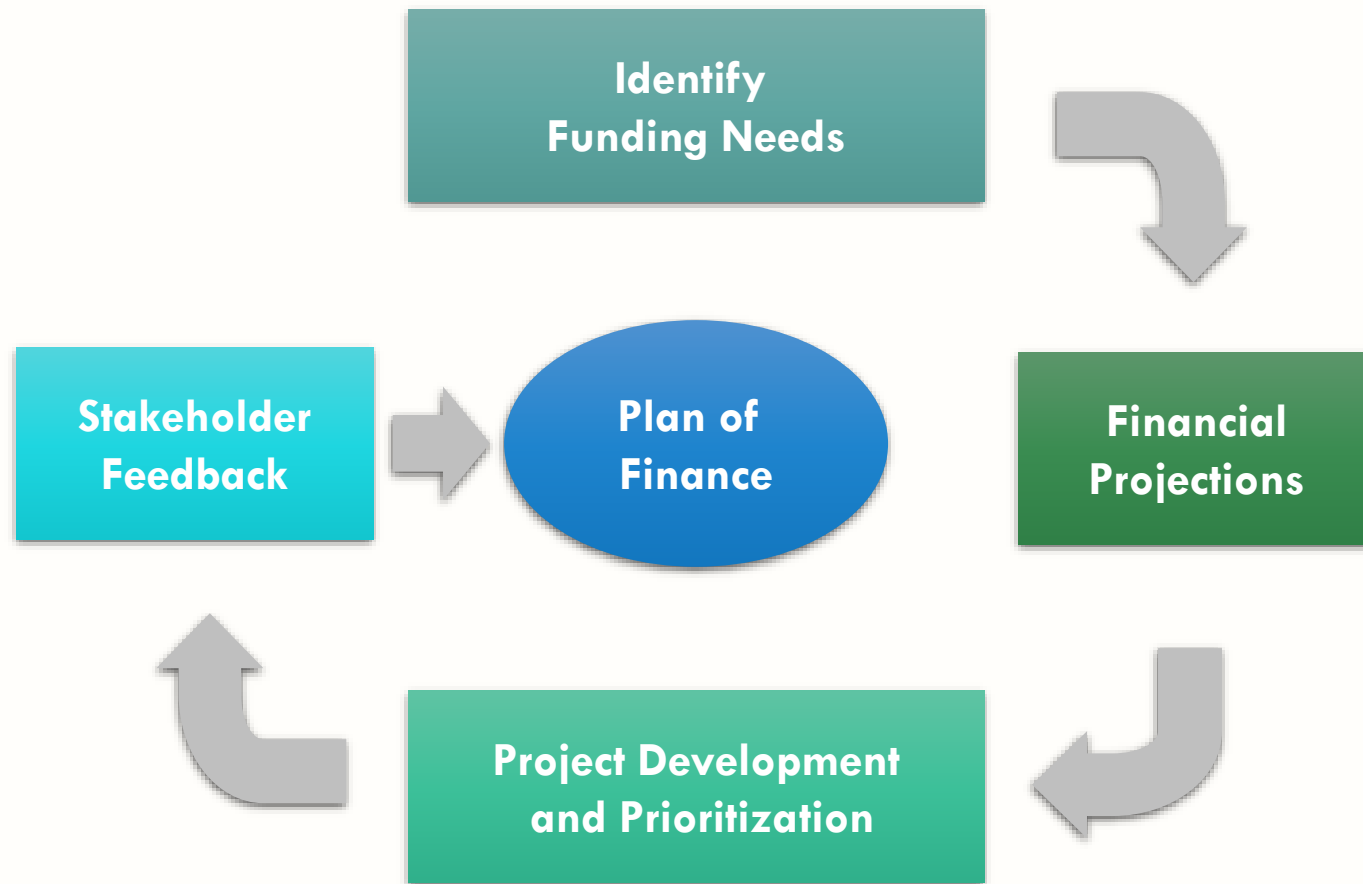 Identify
Funding Needs
Stakeholder
Feedback
Plan of
Finance
Financial
Projections
Project Development
and Prioritization